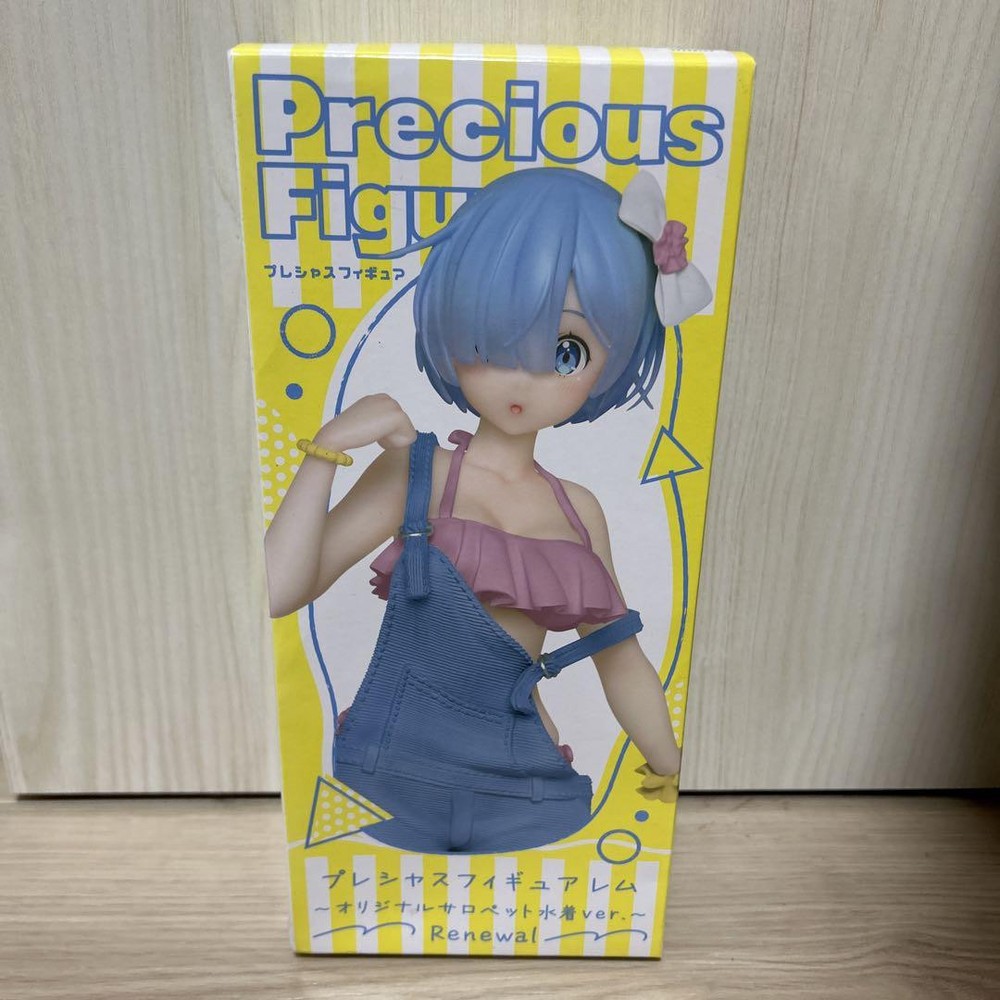 Precious
Figu
プレシャスフィギュア
プレシャスフィギュア レム
～オリジナルサロペット水着ver.～
Renewal